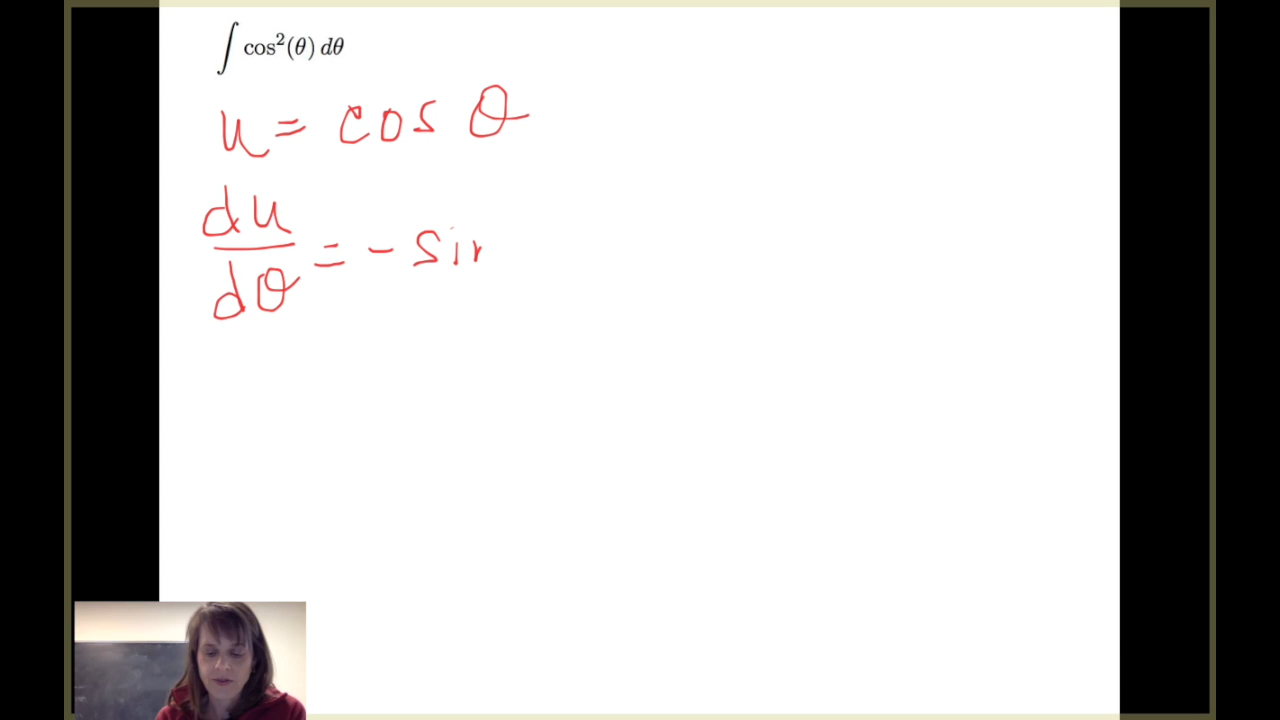 ∫ cos²(θ) dθ
u = cos θ
du/dθ = - sin